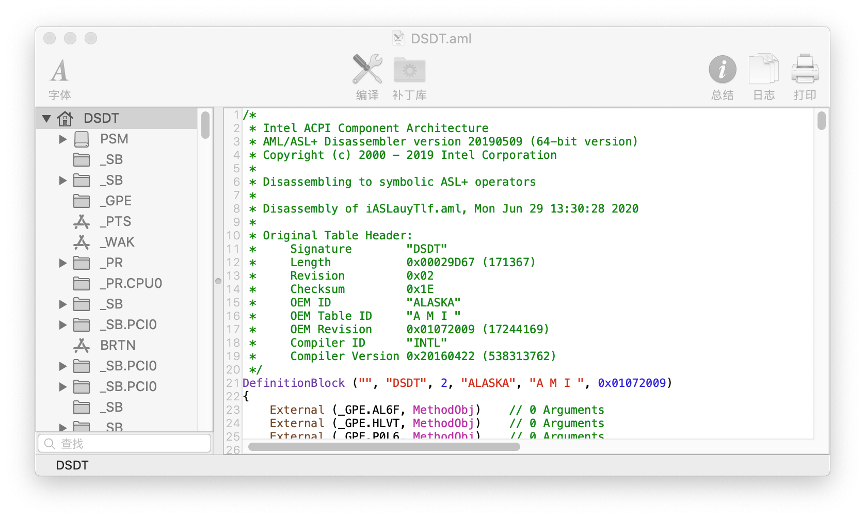 DSDT.aml
字体
编译
补丁库
总结
日志
打印
DSDT
PSM
_SB
_SB
_GPE
_PTS
_WAK
_PR
_PR.CPU0
_SB
_SB.PCI0
BRTN
_SB.PCI0
_SB.PCI0
_SB
_SB
查找
1 /*
2 * Intel ACPI Component Architecture
3 * AML/ASL+ Disassembler version 20190509 (64-bit version)
4 * Copyright (c) 2000 - 2019 Intel Corporation
5 *
6 * Disassembling to symbolic ASL+ operators
7 *
8 * Disassembly of iASLauyTlf.aml, Mon Jun 29 13:30:28 2020
9 *
10 * Original Table Header:
11 * Signature "DSDT"
12 * Length 0x00029D67 (171367)
13 * Revision 0x02
14 * Checksum 0x1E
15 * OEM ID "ALASKA"
16 * OEM Table ID "A M I "
17 * OEM Revision 0x01072009 (17244169)
18 * Compiler ID "INTL"
19 * Compiler Version 0x20160422 (538313762)
20 */
21 DefinitionBlock ("", "DSDT", 2, "ALASKA", "A M I ", 0x01072009)
22 {
23 External (_GPE.AL6F, MethodObj) // 0 Arguments
24 External (_GPE.HLVT, MethodObj) // 0 Arguments
25 External (_GPE.P0L6, MethodObj) // 0 Arguments
26
DSDT